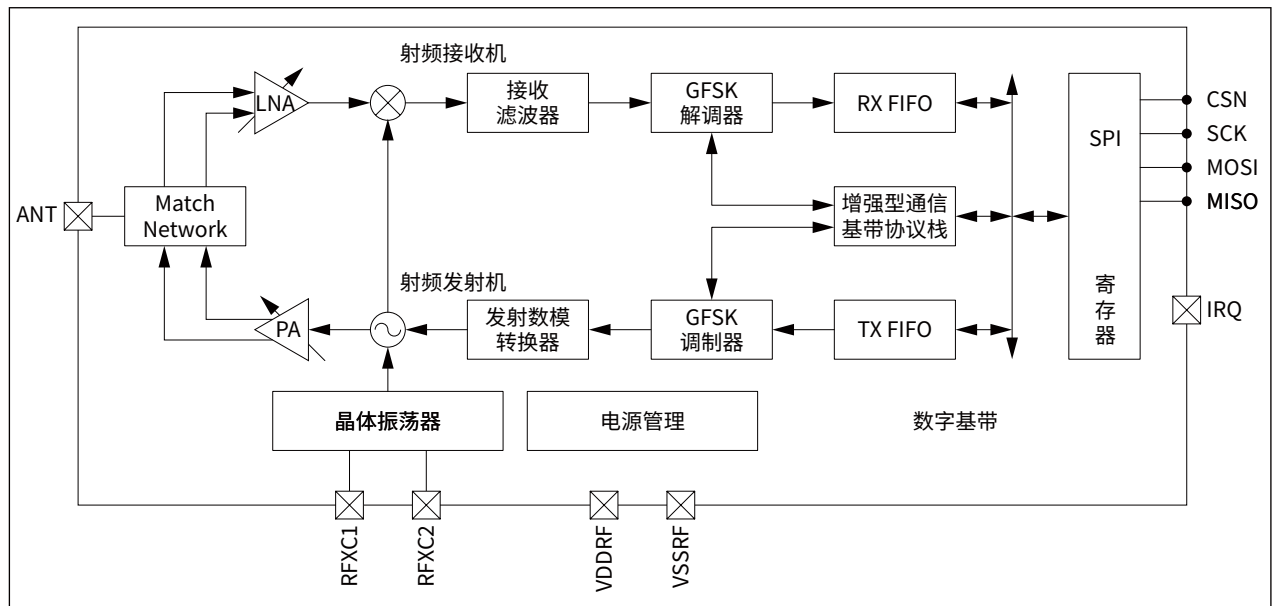 射频接收机
LNA
接收
滤波器
GFSK
解调器
RX FIFO
SPI
CSN
SCK
MOSI
MISO
ANT
Match
Network
增强型通信
基带协议栈
射频发射机
PA
发射数模
转换器
GFSK
调制器
TX FIFO
寄
存
器
IRQ
晶体振荡器
电源管理
数字基带
RFXC1
RFXC2
VDDRF
VSSRF